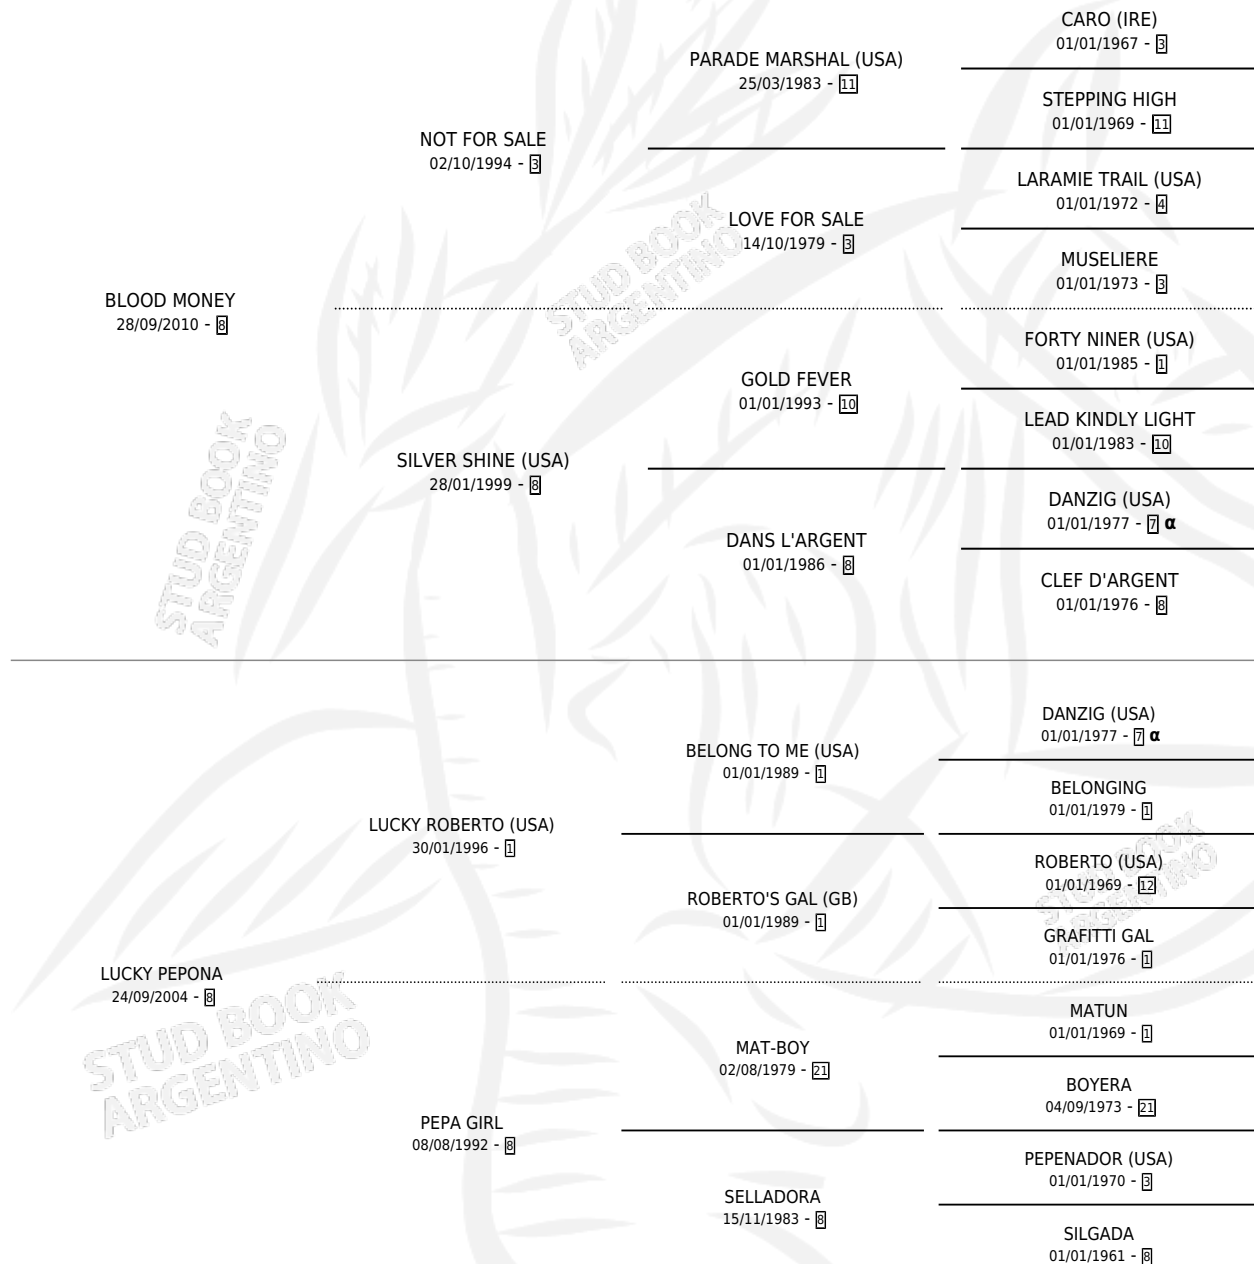 CARO (IRE)
01/01/1967 - 3
PARADE MARSHAL (USA)
25/03/1983 - 11
STEPPING HIGH
01/01/1969 - 11
NOT FOR SALE
02/10/1994 - 3
LARAMIE TRAIL (USA)
01/01/1972 - 4
LOVE FOR SALE
14/10/1979 - 3
MUSELIERE
01/01/1973 - 3
BLOOD MONEY
28/09/2010 - 8
FORTY NINER (USA)
01/01/1985 - 1
GOLD FEVER
01/01/1993 - 10
LEAD KINDLY LIGHT
01/01/1983 - 10
SILVER SHINE (USA)
28/01/1999 - 8
DANZIG (USA)
01/01/1977 - 7 α
DANS L'ARGENT
01/01/1986 - 8
CLEF D'ARGENT
01/01/1976 - 8
DANZIG (USA)
01/01/1977 - 7 α
BELONG TO ME (USA)
01/01/1989 - 1
BELONGING
01/01/1979 - 1
LUCKY ROBERTO (USA)
30/01/1996 - 1
ROBERTO (USA)
01/01/1969 - 12
ROBERTO'S GAL (GB)
01/01/1989 - 1
GRAFITTI GAL
01/01/1976 - 1
LUCKY PEPONA
24/09/2004 - 8
MATUN
01/01/1969 - 1
MAT-BOY
02/08/1979 - 21
BOYERA
04/09/1973 - 21
PEPA GIRL
08/08/1992 - 8
PEPENADOR (USA)
01/01/1970 - 3
SELLADORA
15/11/1983 - 8
SILGADA
01/01/1961 - 8
STUD BOOK
ARGENTINO
STUD BOOK
ARGENTINO
STUD BOOK
ARGENTINO
STUD BOOK
ARGENTINO